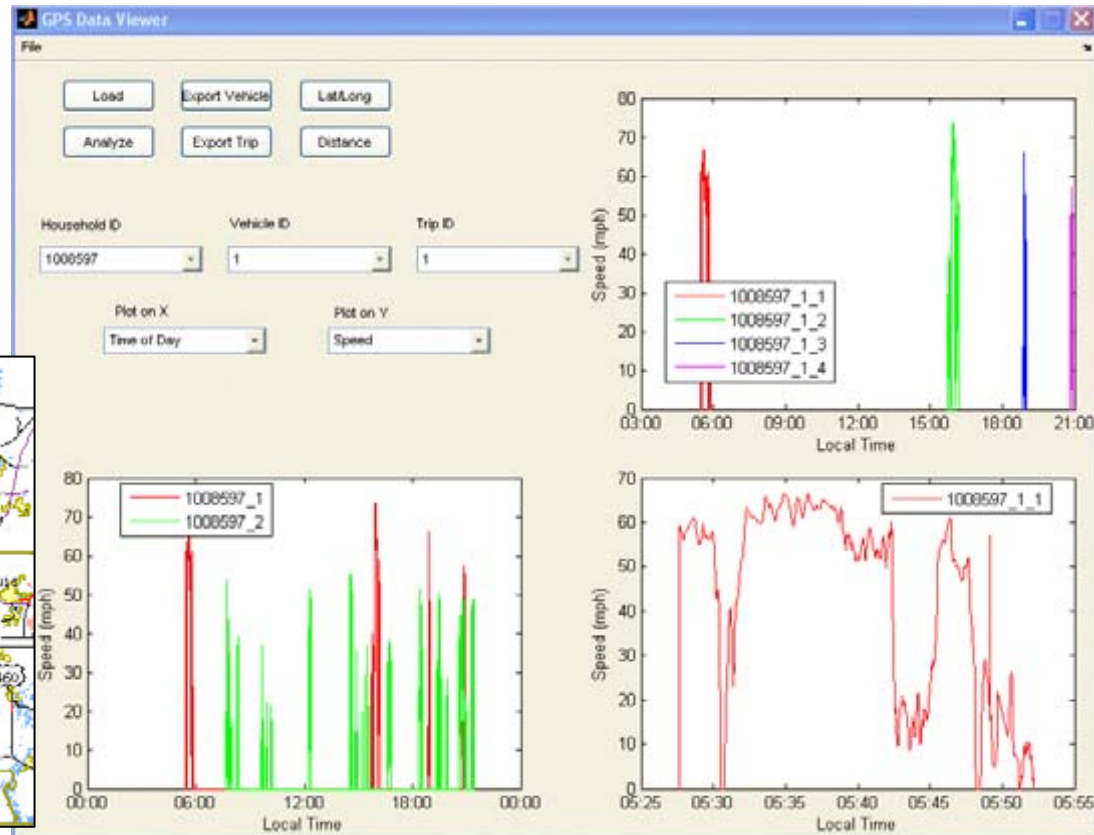 GPS Data Viewer
File
Load Export Vehicle Lat/Long
Analyze Export Trip Distance
Household ID Vehicle ID Trip ID
1008597 1 1
Plot on X Plot on Y
Time of Day Speed
80
70
60
50
40
30
20
10
0
Speed (mph)
1008597_1_1
1008597_1_2
1008597_1_3
1008597_1_4
03:00 06:00 09:00 12:00 15:00 18:00 21:00
Local Time
80
70
60
50
40
30
20
10
0
Speed (mph)
1008597_1
1008597_2
00:00 06:00 12:00 18:00 00:00
Local Time
70
60
50
40
30
20
10
0
Speed (mph)
1008597_1_1
05:25 05:30 05:35 05:40 05:45 05:50 05:55
Local Time